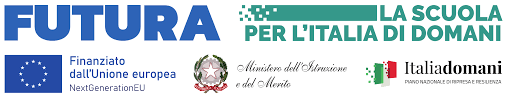 FUTURA
LA SCUOLA
PER L'ITALIA DI DOMANI
Finanziato
dall'Unione europea
NextGenerationEU
Ministero dell'Istruzione
e del Merito
Italiadomani
PIANO NAZIONALE DI RIPRESA E RESILIENZA